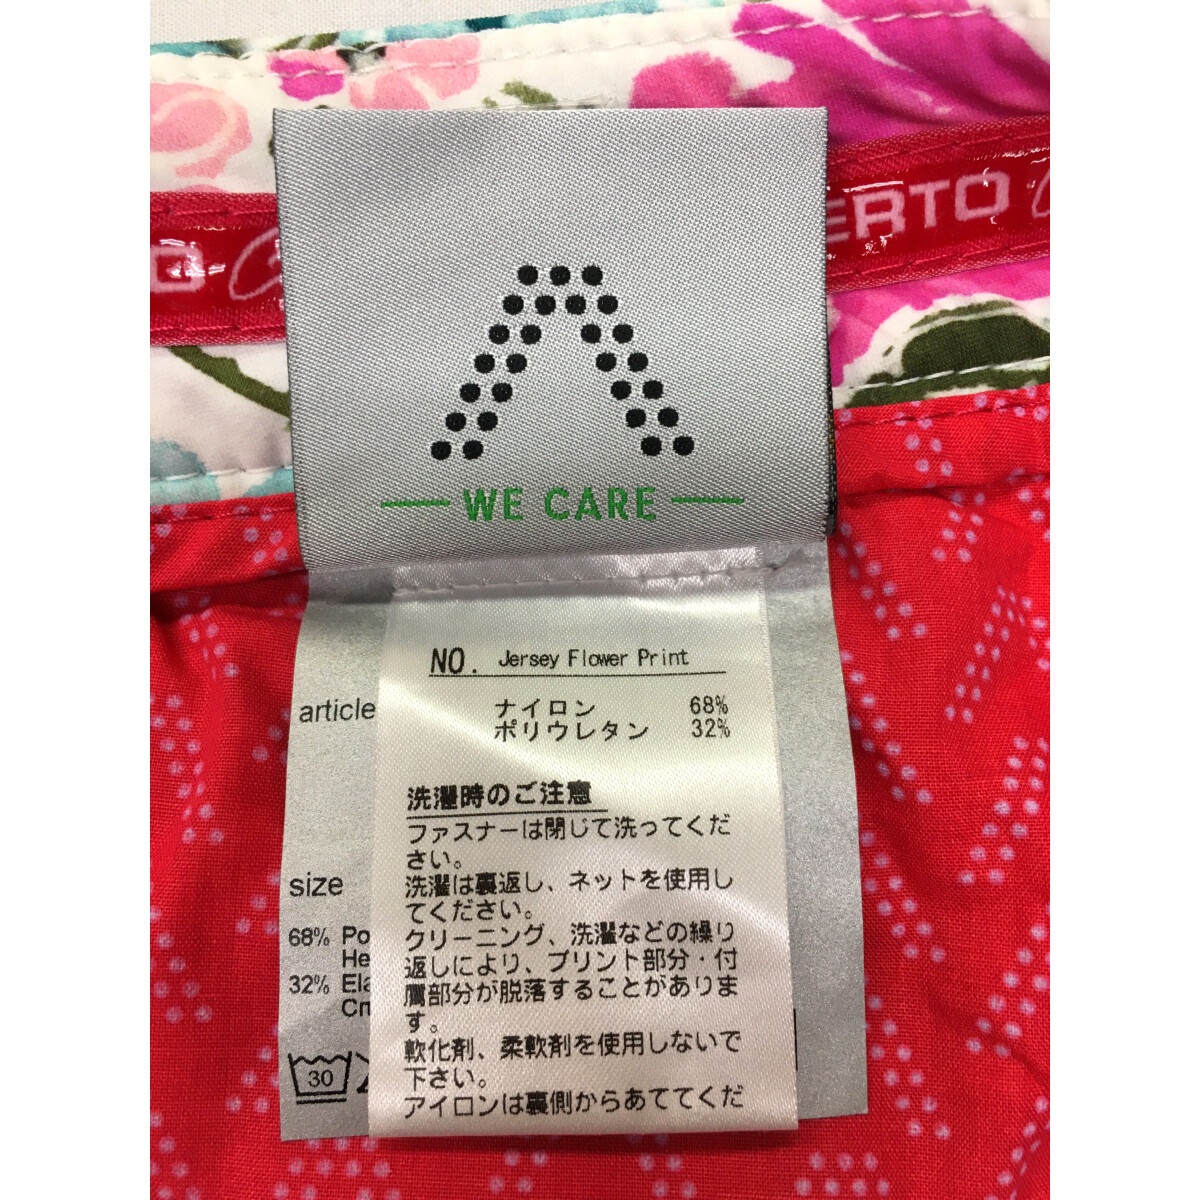 ERTO
O
WE CARE
NO. Jersey Flower Print
ナイロン 68%
ポリウレタン 32%
article
洗濯時のご注意
ファスナーは閉じて洗ってくだ
さい。
洗濯は裏返し、ネットを使用し
てください。
クリーニング、洗濯などの繰り
返しにより、プリント部分・付
属部分が脱落することがありま
す。
軟化剤、柔軟剤を使用しないで
下さい。
アイロンは裏側からあててくだ
size
68% Po
He
32% Ela
30